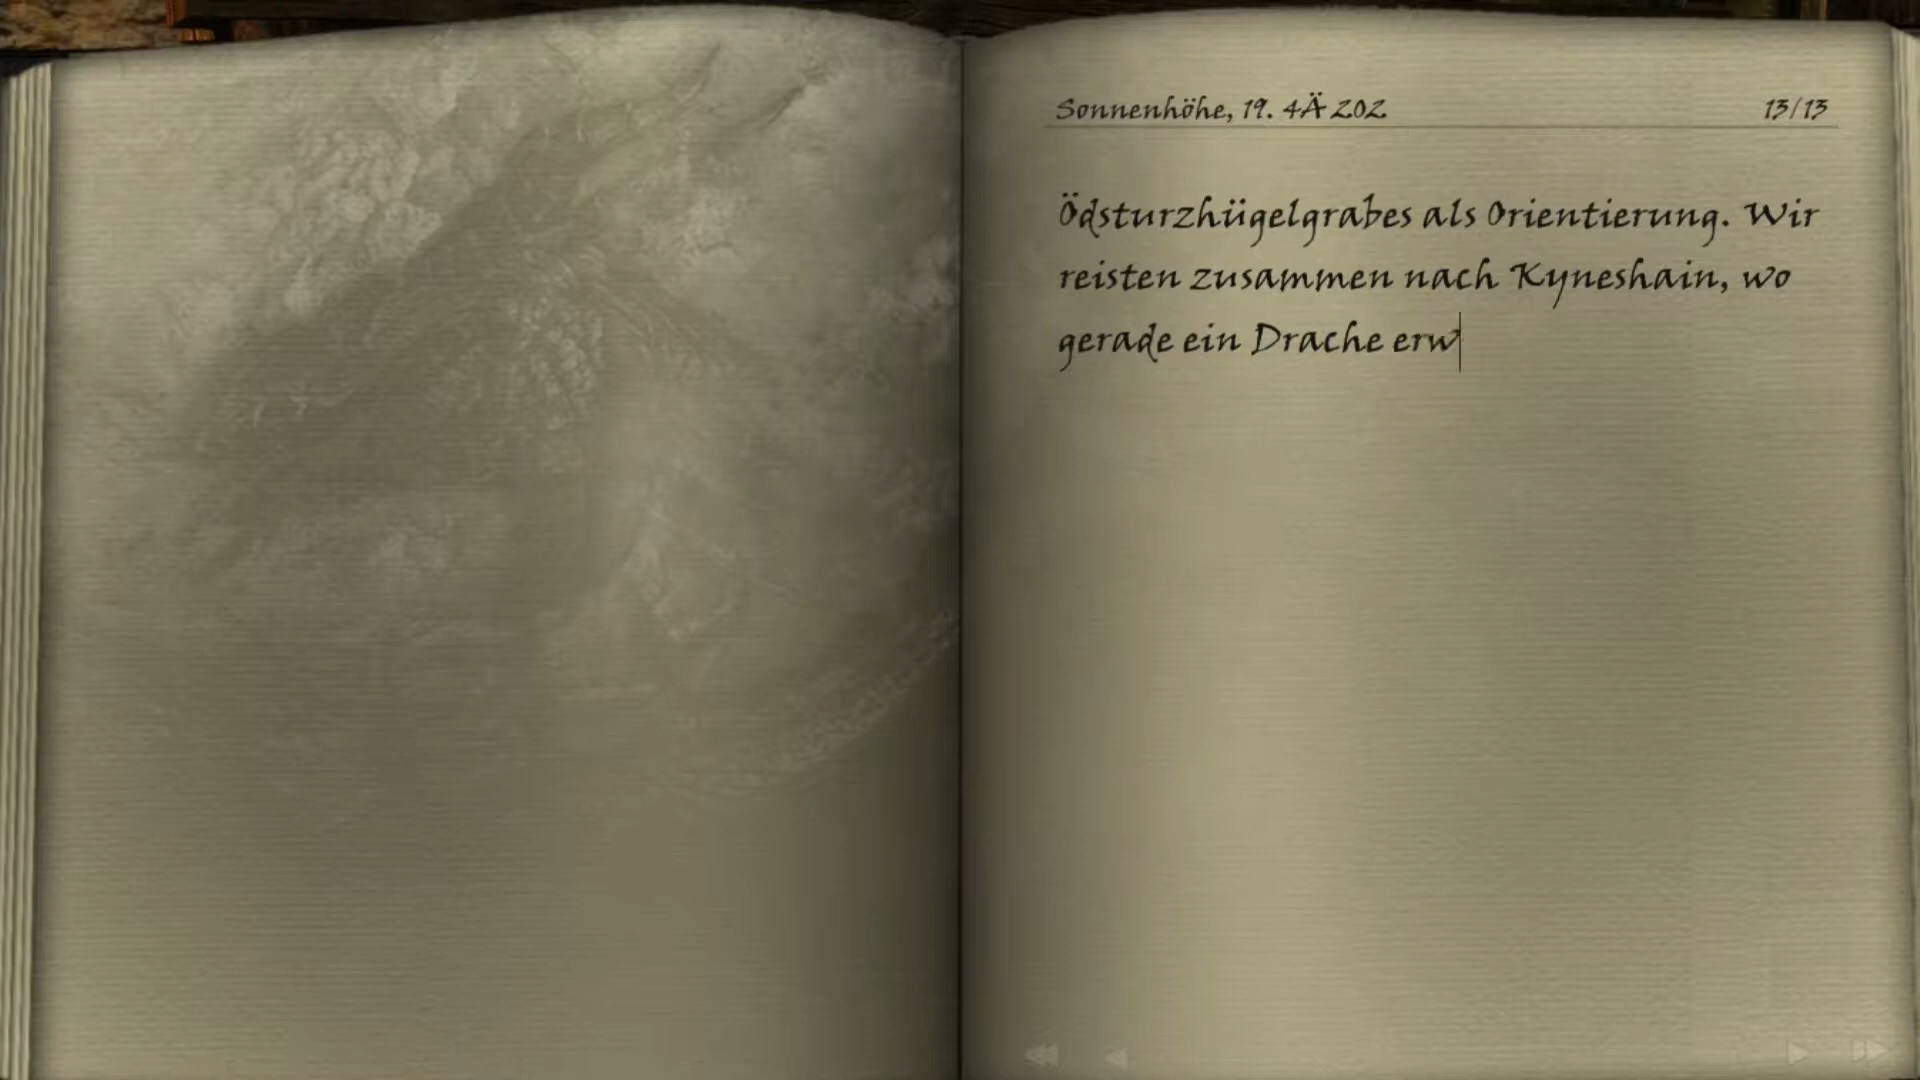 Sonnenhöhe, 19. 4Ä 202 13/13
Ödsturzhügelgrabes als Orientierung. Wir
reisten zusammen nach Kyneshain, wo
gerade ein Drache erw